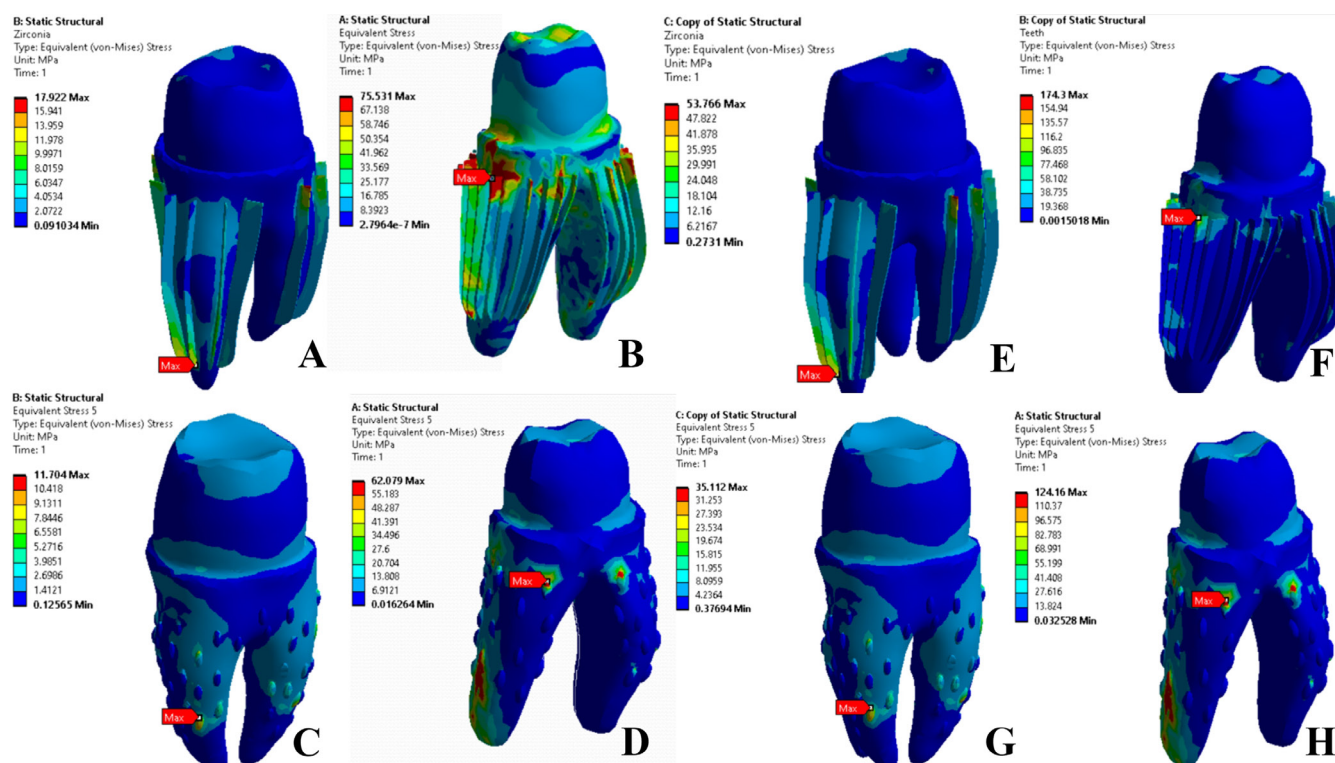 B: Static Structural
Zirconia
Type: Equivalent (von-Mises) Stress
Unit: MPa
Time: 1
17.922 Max
15.941
13.959
11.978
9.9971
8.0159
6.0347
4.0534
2.0722
0.091034 Min
Max
A
A: Static Structural
Equivalent Stress
Type: Equivalent (von-Mises) Stress
Unit: MPa
Time: 1
75.531 Max
67.138
58.746
50.354
41.962
33.569
25.177
16.785
8.3923
2.7964e-7 Min
Max
B
C: Copy of Static Structural
Zirconia
Type: Equivalent (von-Mises) Stress
Unit: MPa
Time: 1
53.766 Max
47.822
41.878
35.935
29.991
24.048
18.104
12.16
6.2167
0.2731 Min
Max
E
B: Copy of Static Structural
Teeth
Type: Equivalent (von-Mises) Stress
Unit: MPa
Time: 1
174.3 Max
154.94
135.57
116.2
96.835
77.468
58.102
38.735
19.368
0.0015018 Min
Max
F
B: Static Structural
Equivalent Stress 5
Type: Equivalent (von-Mises) Stress
Unit: MPa
Time: 1
11.704 Max
10.418
9.1311
7.8446
6.5581
5.2716
3.9851
2.6986
1.4121
0.12565 Min
Max
C
A: Static Structural
Equivalent Stress 5
Type: Equivalent (von-Mises) Stress
Unit: MPa
Time: 1
62.079 Max
55.183
48.287
41.391
34.496
27.6
20.704
13.808
6.9121
0.016264 Min
Max
D
C: Copy of Static Structural
Equivalent Stress 5
Type: Equivalent (von-Mises) Stress
Unit: MPa
Time: 1
35.112 Max
31.253
27.393
23.534
19.674
15.815
11.955
8.0959
4.2364
0.37694 Min
Max
G
A: Static Structural
Equivalent Stress 5
Type: Equivalent (von-Mises) Stress
Unit: MPa
Time: 1
124.16 Max
110.37
96.575
82.783
68.991
55.199
41.408
27.616
13.824
0.032528 Min
Max
H